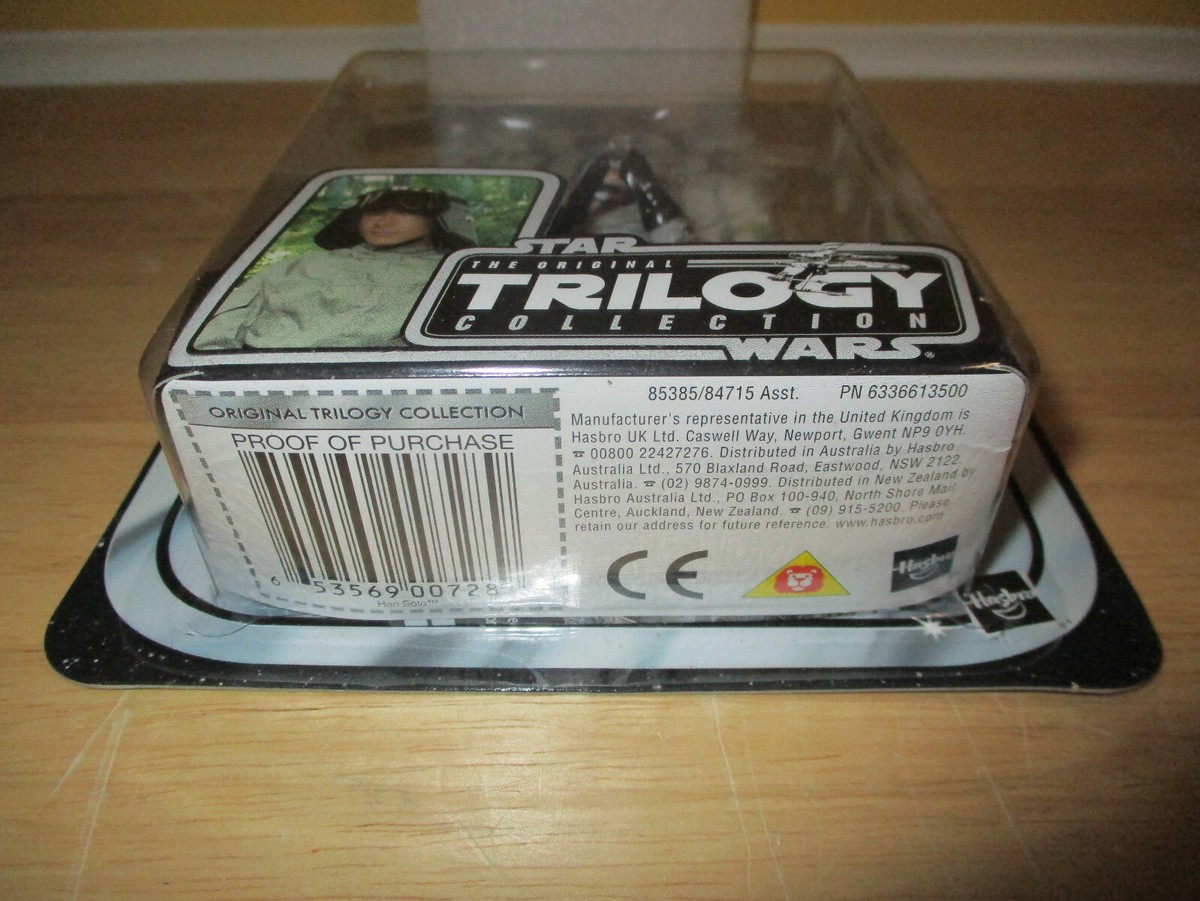 STAR
THE ORIGINAL
TRILOGY
COLLECTION
WARS®
ORIGINAL TRILOGY COLLECTION
PROOF OF PURCHASE
6 53569 00728
Han Solo™
85385/84715 Asst. PN 6336613500
Manufacturer's representative in the United Kingdom is
Hasbro UK Ltd. Caswell Way, Newport, Gwent NP9 0YH.
☎ 00800 22427276. Distributed in Australia by Hasbro
Australia Ltd., 570 Blaxland Road, Eastwood, NSW 2122.
Australia. ☎ (02) 9874-0999. Distributed in New Zealand by
Hasbro Australia Ltd., PO Box 100-940, North Shore Mail
Centre, Auckland, New Zealand. ☎ (09) 915-5200. Please
retain our address for future reference. www.hasbro.com
CE
Hasbro
Hasbro